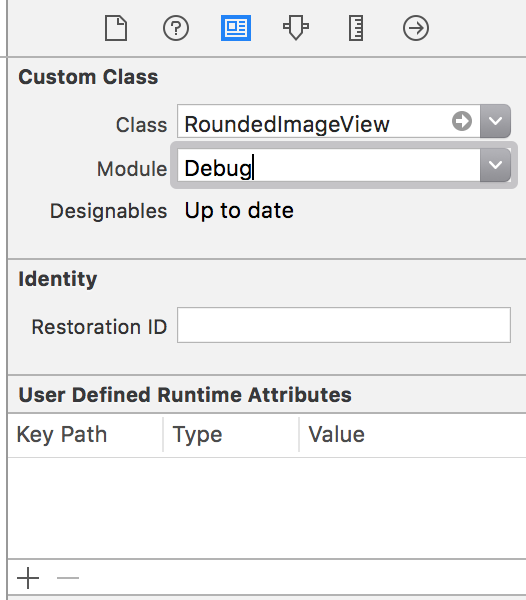 Custom Class
Class RoundedImageView
Module Debug
Designables Up to date
Identity
Restoration ID
User Defined Runtime Attributes
Key Path Type Value